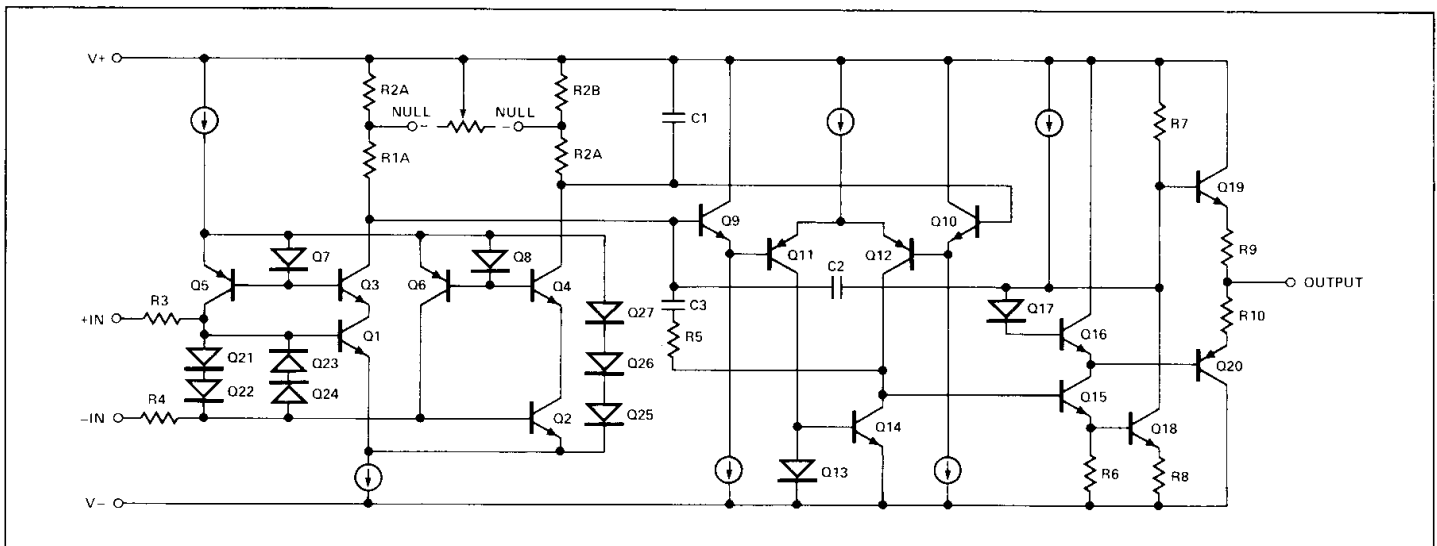 V+
R2A
R2B
NULL
NULL
C1
R7
R1A
R2A
Q19
Q9
Q10
Q7
Q8
Q11
Q12
R9
Q5
Q3
Q6
Q4
C2
OUTPUT
R3
C3
Q27
Q17
R10
+IN
Q1
R5
Q16
Q21
Q23
Q26
Q20
Q22
Q24
R4
Q15
-IN
Q2
Q25
Q14
Q18
Q13
R6
R8
V-